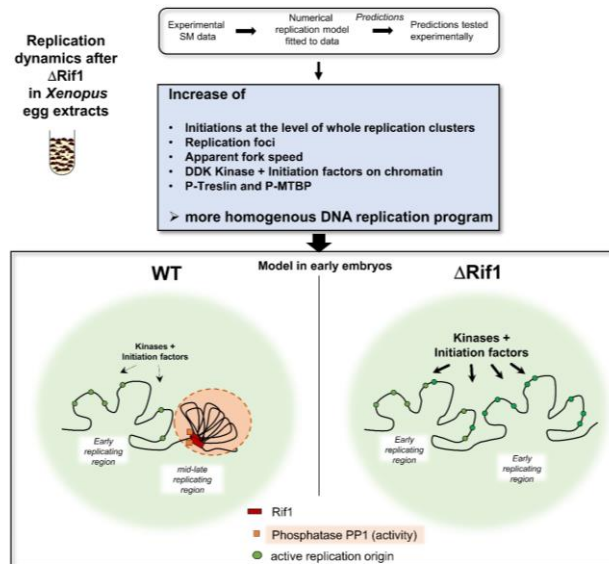 Replication
dynamics after
ΔRif1
in Xenopus
egg extracts
Experimental
SM data
Numerical
replication model
fitted to data
Predictions
Predictions tested
experimentally
Increase of
• Initiations at the level of whole replication clusters
• Replication foci
• Apparent fork speed
• DDK Kinase + Initiation factors on chromatin
• P-Treslin and P-MTBP
➢ more homogenous DNA replication program
Model in early embryos
WT
Kinases +
Initiation factors
Early
replicating
region
mid-late
replicating
region
ΔRif1
Kinases +
Initiation factors
Early
replicating
region
Early
replicating
region
Rif1
Phosphatase PP1 (activity)
active replication origin